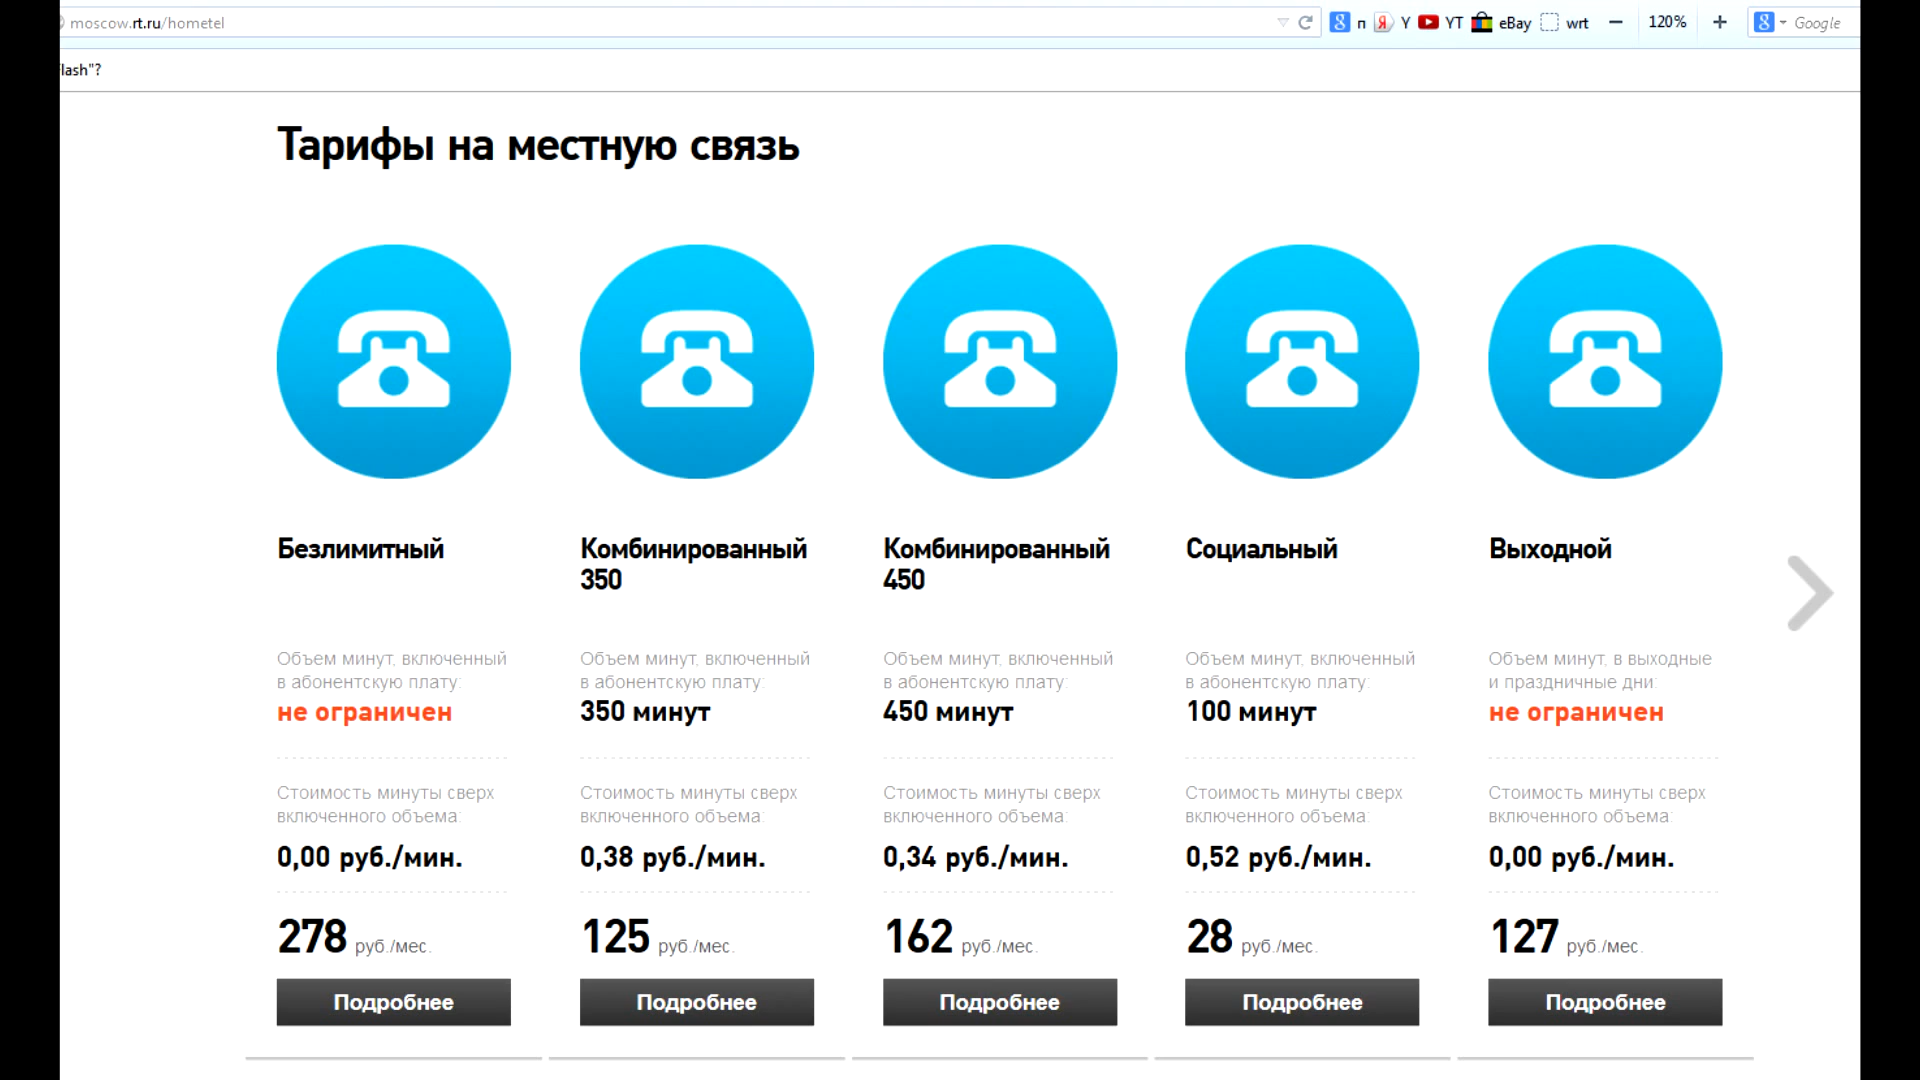 moscow.rt.ru/hometel
п
Y
YT
eBay
wrt
120%
Google
lash"?
Тарифы на местную связь
Безлимитный
Объем минут, включенный
в абонентскую плату:
не ограничен
Стоимость минуты сверх
включенного объема:
0,00 руб./мин.
278 руб./мес.
Подробнее
Комбинированный
350
Объем минут, включенный
в абонентскую плату:
350 минут
Стоимость минуты сверх
включенного объема:
0,38 руб./мин.
125 руб./мес.
Подробнее
Комбинированный
450
Объем минут, включенный
в абонентскую плату:
450 минут
Стоимость минуты сверх
включенного объема:
0,34 руб./мин.
162 руб./мес.
Подробнее
Социальный
Объем минут, включенный
в абонентскую плату:
100 минут
Стоимость минуты сверх
включенного объема:
0,52 руб./мин.
28 руб./мес.
Подробнее
Выходной
Объем минут, в выходные
и праздничные дни:
не ограничен
Стоимость минуты сверх
включенного объема:
0,00 руб./мин.
127 руб./мес.
Подробнее